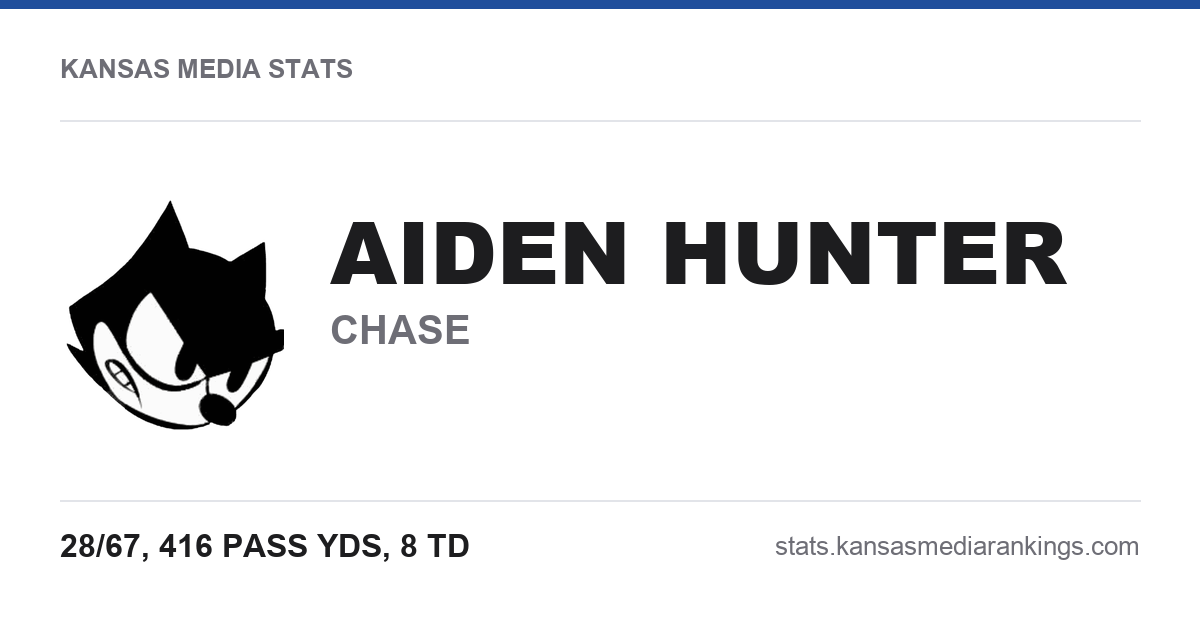 KANSAS MEDIA STATS
AIDEN HUNTER
CHASE
28/67, 416 PASS YDS, 8 TD
stats.kansasmediarankings.com